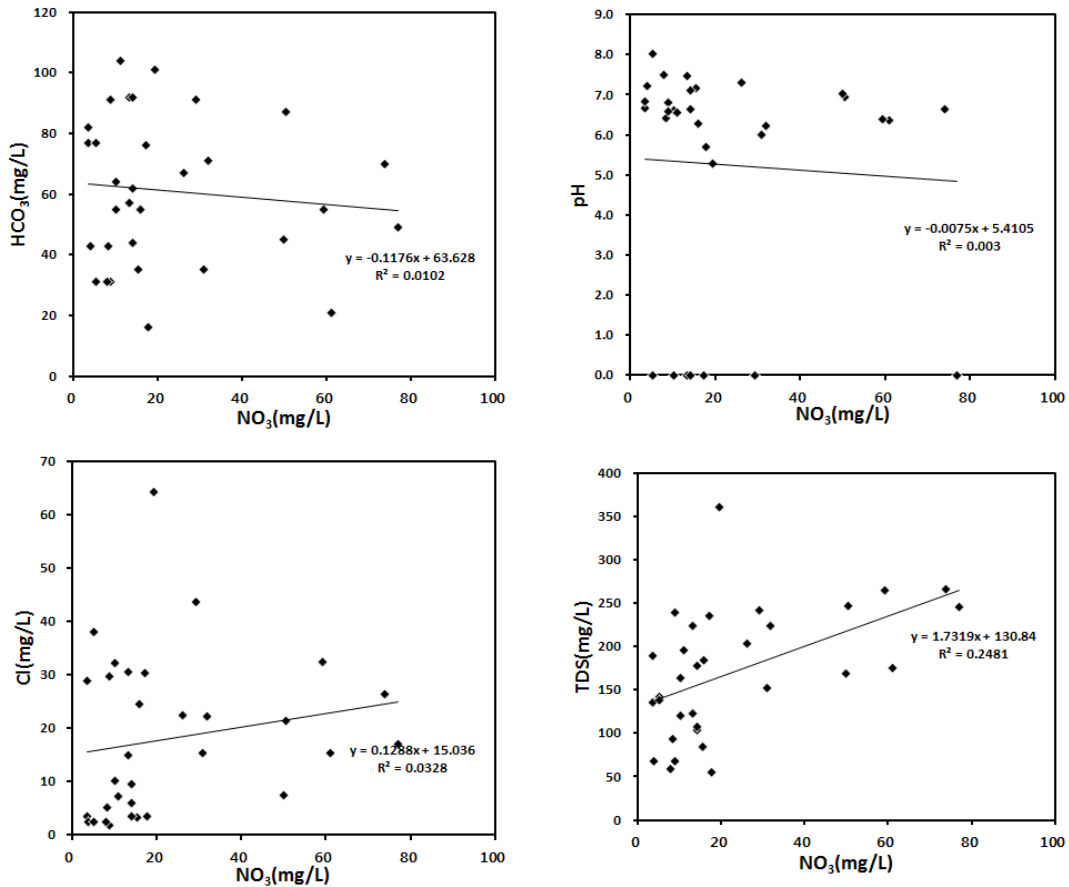 120
100
80
60
40
20
0
HCO₃(mg/L)
y = -0.1176x + 63.628
R² = 0.0102
0 20 40 60 80 100
NO₃(mg/L)
9.0
8.0
7.0
6.0
5.0
4.0
3.0
2.0
1.0
0.0
pH
y = -0.0075x + 5.4105
R² = 0.003
0 20 40 60 80 100
NO₃(mg/L)
70
60
50
40
30
20
10
0
Cl(mg/L)
y = 0.1288x + 15.036
R² = 0.0328
0 20 40 60 80 100
NO₃(mg/L)
400
350
300
250
200
150
100
50
0
TDS(mg/L)
y = 1.7319x + 130.84
R² = 0.2481
0 20 40 60 80 100
NO₃(mg/L)